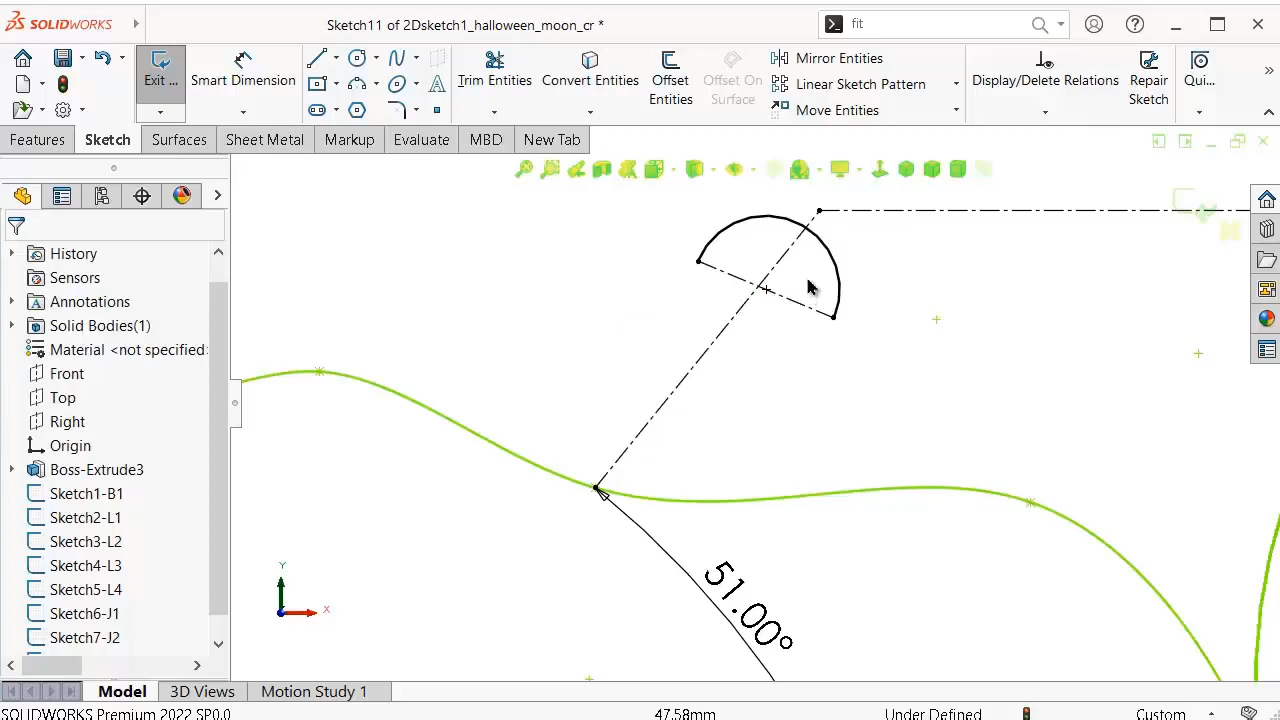 SOLIDWORKS
Sketch11 of 2Dsketch1_halloween_moon_cr *
fit
Exit ...
Smart Dimension
Trim Entities
Convert Entities
Offset Entities
Offset On Surface
Mirror Entities
Linear Sketch Pattern
Move Entities
Display/Delete Relations
Repair Sketch
Qui...
Features
Sketch
Surfaces
Sheet Metal
Markup
Evaluate
MBD
New Tab
History
Sensors
Annotations
Solid Bodies(1)
Material <not specified>
Front
Top
Right
Origin
Boss-Extrude3
Sketch1-B1
Sketch2-L1
Sketch3-L2
Sketch4-L3
Sketch5-L4
Sketch6-J1
Sketch7-J2
51.00°
Y
X
Model
3D Views
Motion Study 1
SOLIDWORKS Premium 2022 SP0.0
47.58mm
Under Defined
Custom